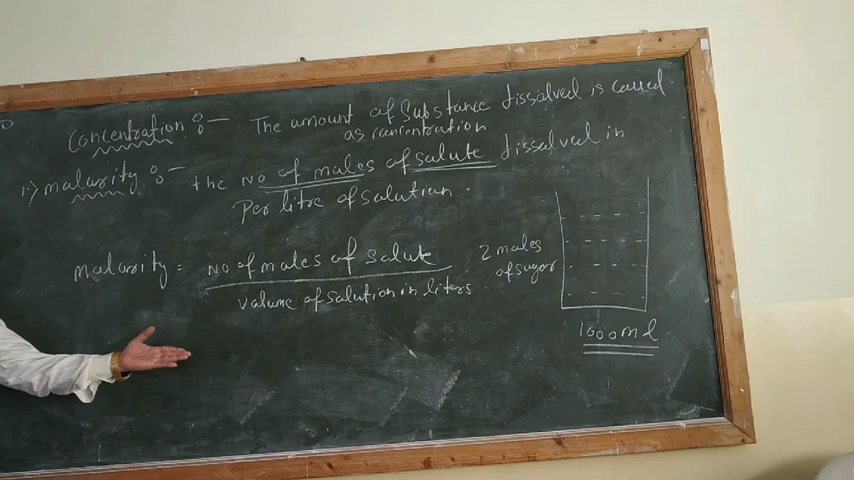 Concentration :- The amount of Substance dissolved is called
as concentration
1) molarity :- the No of moles of solute dissolved in
Per litre of solution.
molarity = No of moles of solute
volume of solution in liters
2 moles
of sugar
1000ml